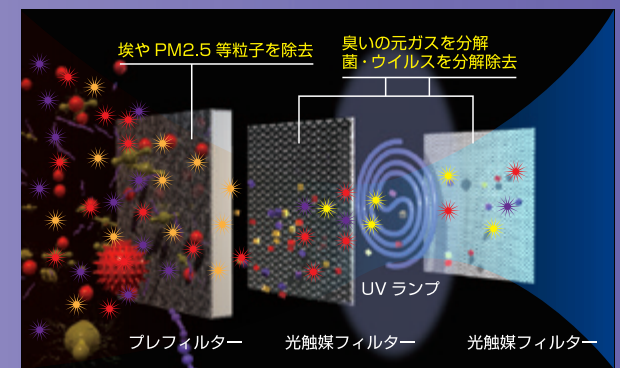 埃や PM2.5 等粒子を除去
臭いの元ガスを分解
菌・ウイルスを分解除去
UV ランプ
プレフィルター
光触媒フィルター
光触媒フィルター